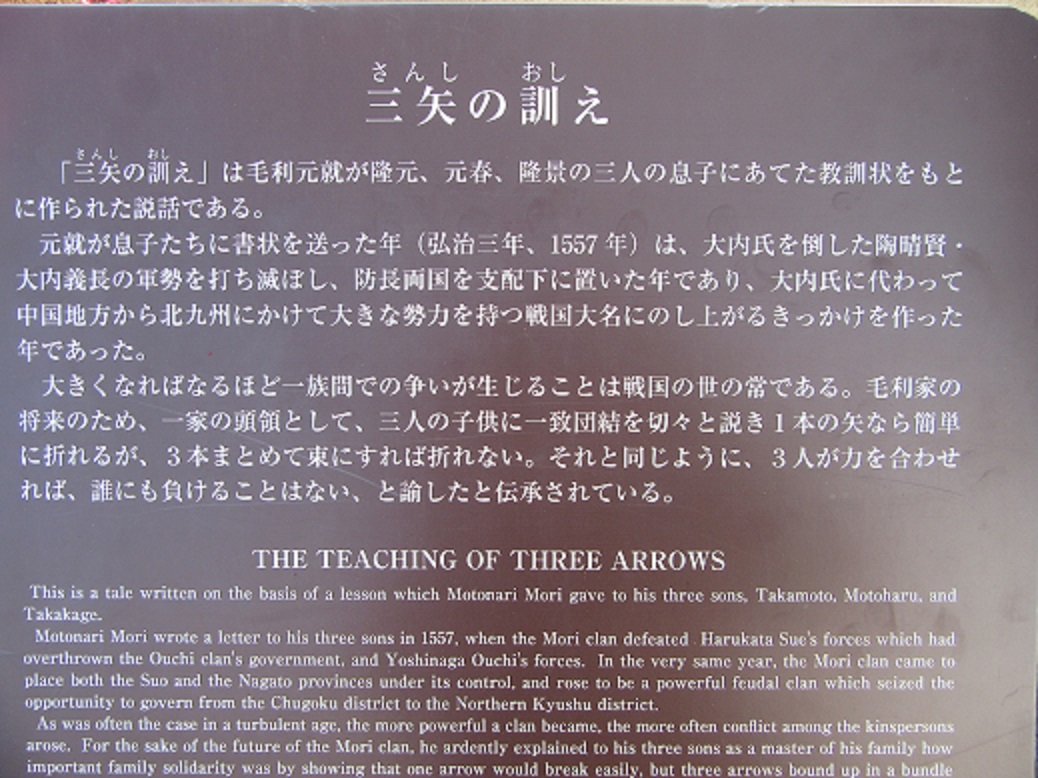 さんし おし
三矢の訓え
さんし おし
「三矢の訓え」は毛利元就が隆元、元春、隆景の三人の息子にあてた教訓状をもと
に作られた説話である。
元就が息子たちに書状を送った年（弘治三年、1557 年）は、大内氏を倒した陶晴賢・
大内義長の軍勢を打ち滅ぼし、防長両国を支配下に置いた年であり、大内氏に代わって
中国地方から北九州にかけて大きな勢力を持つ戦国大名にのし上がるきっかけを作った
年であった。
大きくなればなるほど一族間での争いが生じることは戦国の世の常である。毛利家の
将来のため、一家の頭領として、三人の子供に一致団結を切々と説き１本の矢なら簡単
に折れるが、３本まとめて束にすれば折れない。それと同じように、３人が力を合わせ
れば、誰にも負けることはない、と諭したと伝承されている。
THE TEACHING OF THREE ARROWS
This is a tale written on the basis of a lesson which Motonari Mori gave to his three sons, Takamoto, Motoharu, and
Takakage.
Motonari Mori wrote a letter to his three sons in 1557, when the Mori clan defeated Harukata Sue's forces which had
overthrown the Ouchi clan's government, and Yoshinaga Ouchi's forces. In the very same year, the Mori clan came to
place both the Suo and the Nagato provinces under its control, and rose to be a powerful feudal clan which seized the
opportunity to govern from the Chugoku district to the Northern Kyushu district.
As was often the case in a turbulent age, the more powerful a clan became, the more often conflict among the kinspersons
arose. For the sake of the future of the Mori clan, he ardently explained to his three sons as a master of his family how
important family solidarity was by showing that one arrow would break easily, but three arrows bound up in a bundle